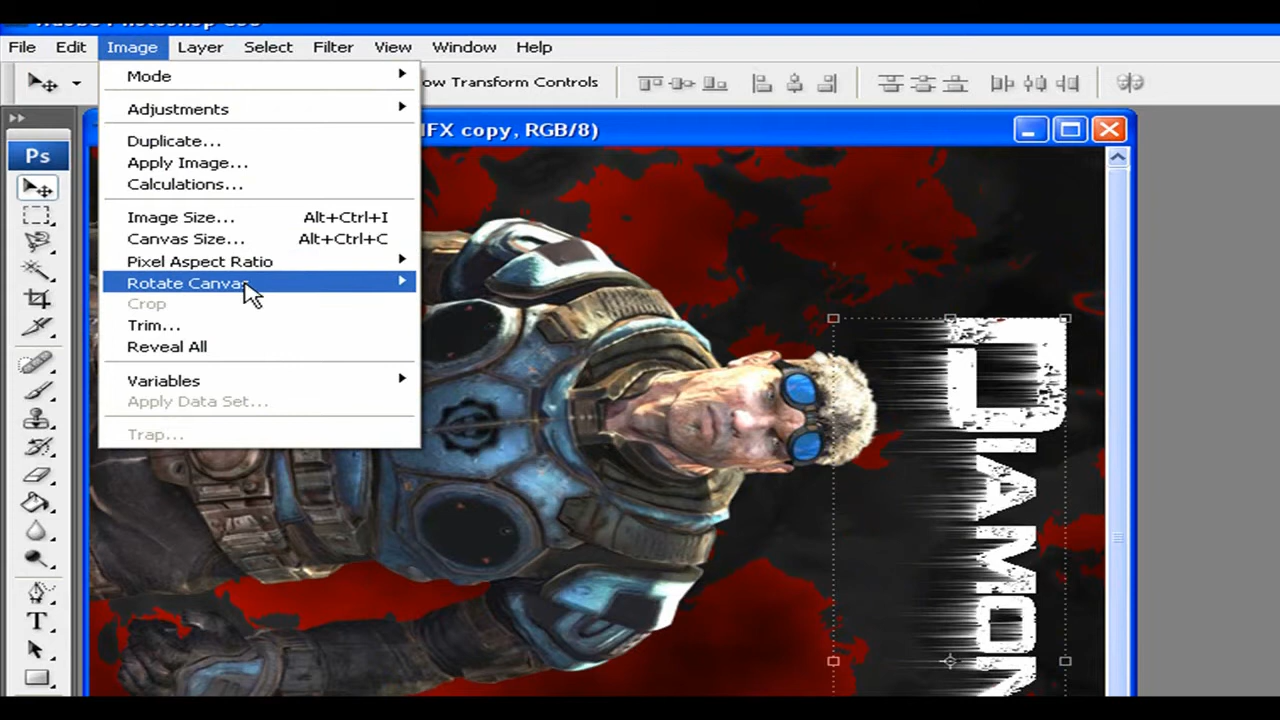 File Edit Image Layer Select Filter View Window Help
ow Transform Controls
Mode
Adjustments
Duplicate...
Apply Image...
Calculations...
Image Size... Alt+Ctrl+I
Canvas Size... Alt+Ctrl+C
Pixel Aspect Ratio
Rotate Canvas
Crop
Trim...
Reveal All
Variables
Apply Data Set...
Trap...
FX copy, RGB/8)
Ps
T
DIAMON